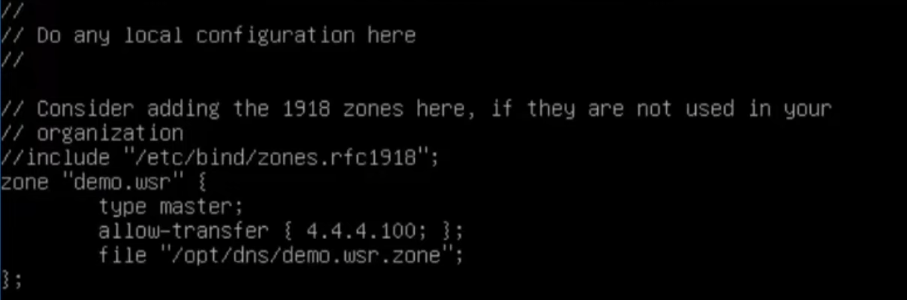 //
// Do any local configuration here
//
// Consider adding the 1918 zones here, if they are not used in your
// organization
//include "/etc/bind/zones.rfc1918";
zone "demo.wsr" {
type master;
allow-transfer { 4.4.4.100; };
file "/opt/dns/demo.wsr.zone";
};